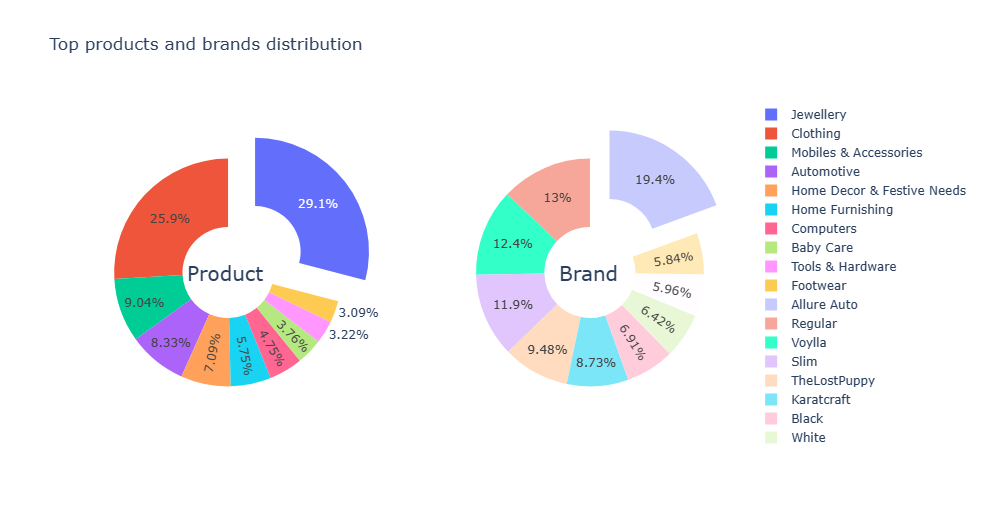 Top products and brands distribution
29.1%
25.9%
9.04%
8.33%
7.09%
5.75%
4.75%
3.76%
3.22%
3.09%
Product
19.4%
13%
12.4%
11.9%
9.48%
8.73%
6.91%
6.42%
5.96%
5.84%
Brand
Jewellery
Clothing
Mobiles & Accessories
Automotive
Home Decor & Festive Needs
Home Furnishing
Computers
Baby Care
Tools & Hardware
Footwear
Allure Auto
Regular
Voylla
Slim
TheLostPuppy
Karatcraft
Black
White